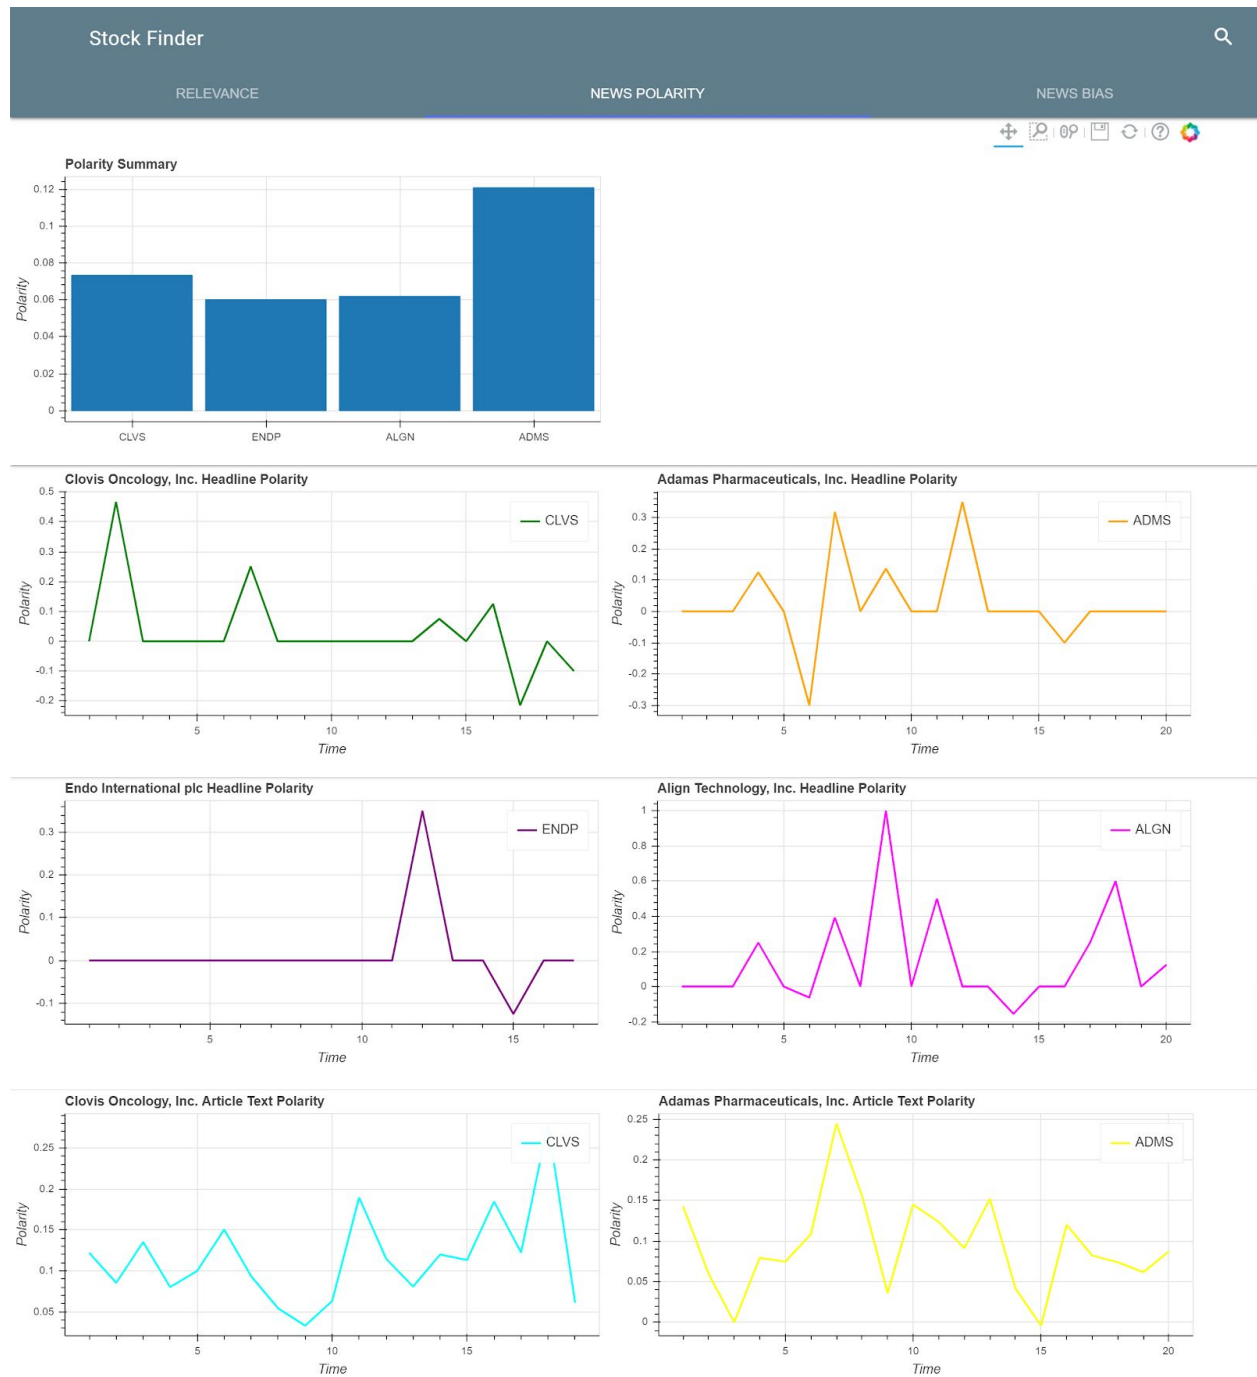 Stock Finder
RELEVANCE
NEWS POLARITY
NEWS BIAS
Polarity Summary
0.12
0.1
0.08
0.06
0.04
0.02
0
Polarity
CLVS
ENDP
ALGN
ADMS
Clovis Oncology, Inc. Headline Polarity
0.5
0.4
0.3
0.2
0.1
0
-0.1
-0.2
Polarity
CLVS
5
10
15
Time
Adamas Pharmaceuticals, Inc. Headline Polarity
0.3
0.2
0.1
0
-0.1
-0.2
-0.3
Polarity
ADMS
5
10
15
20
Time
Endo International plc Headline Polarity
0.3
0.2
0.1
0
-0.1
Polarity
ENDP
5
10
15
Time
Align Technology, Inc. Headline Polarity
1
0.8
0.6
0.4
0.2
0
-0.2
Polarity
ALGN
5
10
15
20
Time
Clovis Oncology, Inc. Article Text Polarity
0.25
0.2
0.15
0.1
0.05
Polarity
CLVS
5
10
15
Time
Adamas Pharmaceuticals, Inc. Article Text Polarity
0.25
0.2
0.15
0.1
0.05
0
Polarity
ADMS
5
10
15
20
Time